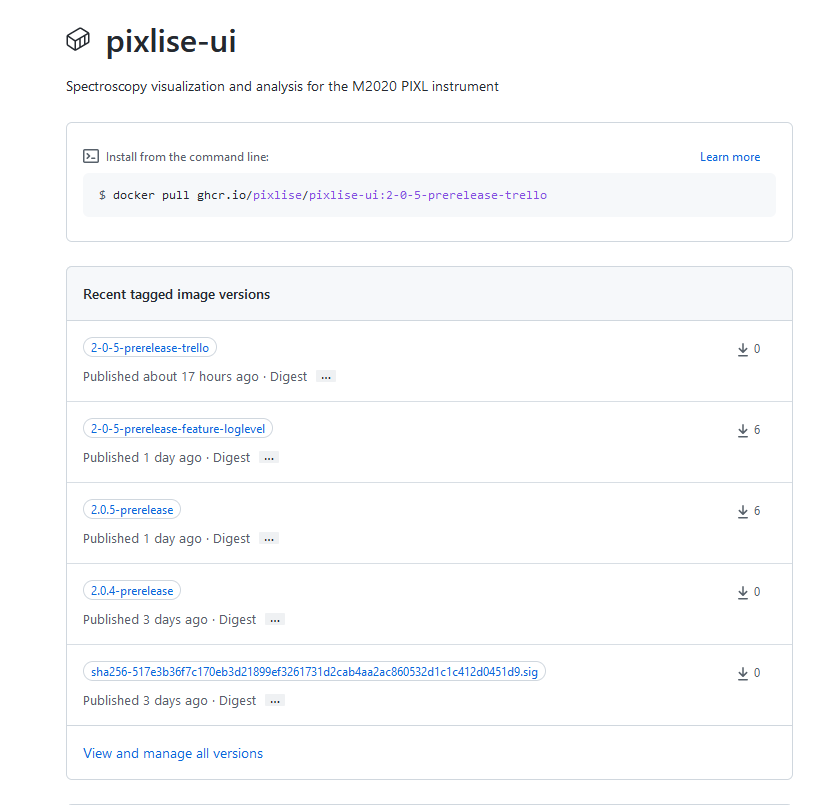 pixlise-ui
Spectroscopy visualization and analysis for the M2020 PIXL instrument
Install from the command line:
Learn more
$ docker pull ghcr.io/pixlise/pixlise-ui:2-0-5-prerelease-trello
Recent tagged image versions
2-0-5-prerelease-trello
0
Published about 17 hours ago · Digest ...
2-0-5-prerelease-feature-loglevel
6
Published 1 day ago · Digest ...
2.0.5-prerelease
6
Published 1 day ago · Digest ...
2.0.4-prerelease
0
Published 3 days ago · Digest ...
sha256-517e3b36f7c170eb3d21899ef3261731d2cab4aa2ac860532d1c1c412d0451d9.sig
0
Published 3 days ago · Digest ...
View and manage all versions